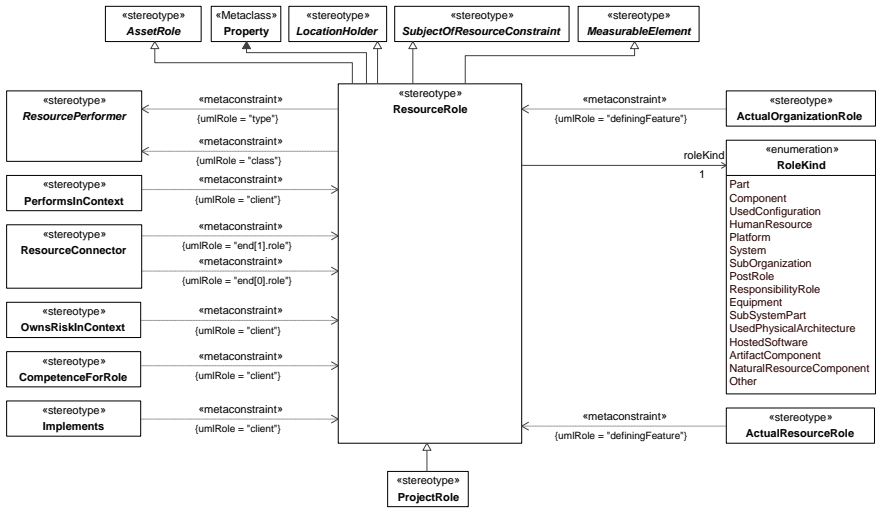 «stereotype»
AssetRole
«Metaclass»
Property
«stereotype»
LocationHolder
«stereotype»
SubjectOfResourceConstraint
«stereotype»
MeasurableElement
«stereotype»
ResourcePerformer
«metaconstraint»
{umlRole = "type"}
«metaconstraint»
{umlRole = "class"}
«stereotype»
PerformsInContext
«metaconstraint»
{umlRole = "client"}
«stereotype»
ResourceConnector
«metaconstraint»
{umlRole = "end[1].role"}
«metaconstraint»
{umlRole = "end[0].role"}
«stereotype»
OwnsRiskInContext
«metaconstraint»
{umlRole = "client"}
«stereotype»
CompetenceForRole
«metaconstraint»
{umlRole = "client"}
«stereotype»
Implements
«metaconstraint»
{umlRole = "client"}
«stereotype»
ResourceRole
«metaconstraint»
{umlRole = "definingFeature"}
«stereotype»
ActualOrganizationRole
roleKind
1
«enumeration»
RoleKind
Part
Component
UsedConfiguration
HumanResource
Platform
System
SubOrganization
PostRole
ResponsibilityRole
Equipment
SubSystemPart
UsedPhysicalArchitecture
HostedSoftware
ArtifactComponent
NaturalResourceComponent
Other
«metaconstraint»
{umlRole = "definingFeature"}
«stereotype»
ActualResourceRole
«stereotype»
ProjectRole